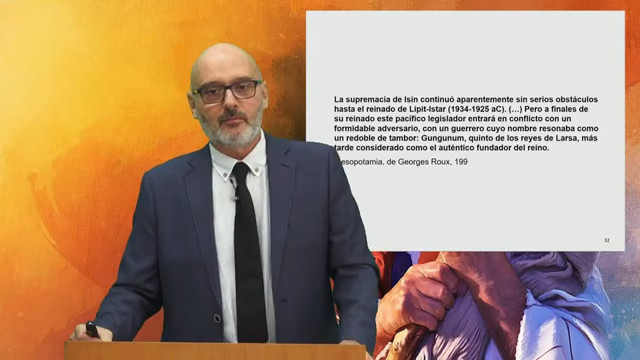 La supremacia de Isin continuó aparentemente sin serios obstáculos
hasta el reinado de Lipit-Istar (1934-1925 aC). (...) Pero a finales de
su reinado este pacífico legislador entrará en conflicto con un
formidable adversario, con un guerrero cuyo nombre resonaba como
un redoble de tambor: Gungunum, quinto de los reyes de Larsa, más
tarde considerado como el auténtico fundador del reino.
esopotamia, de Georges Roux, 199
32